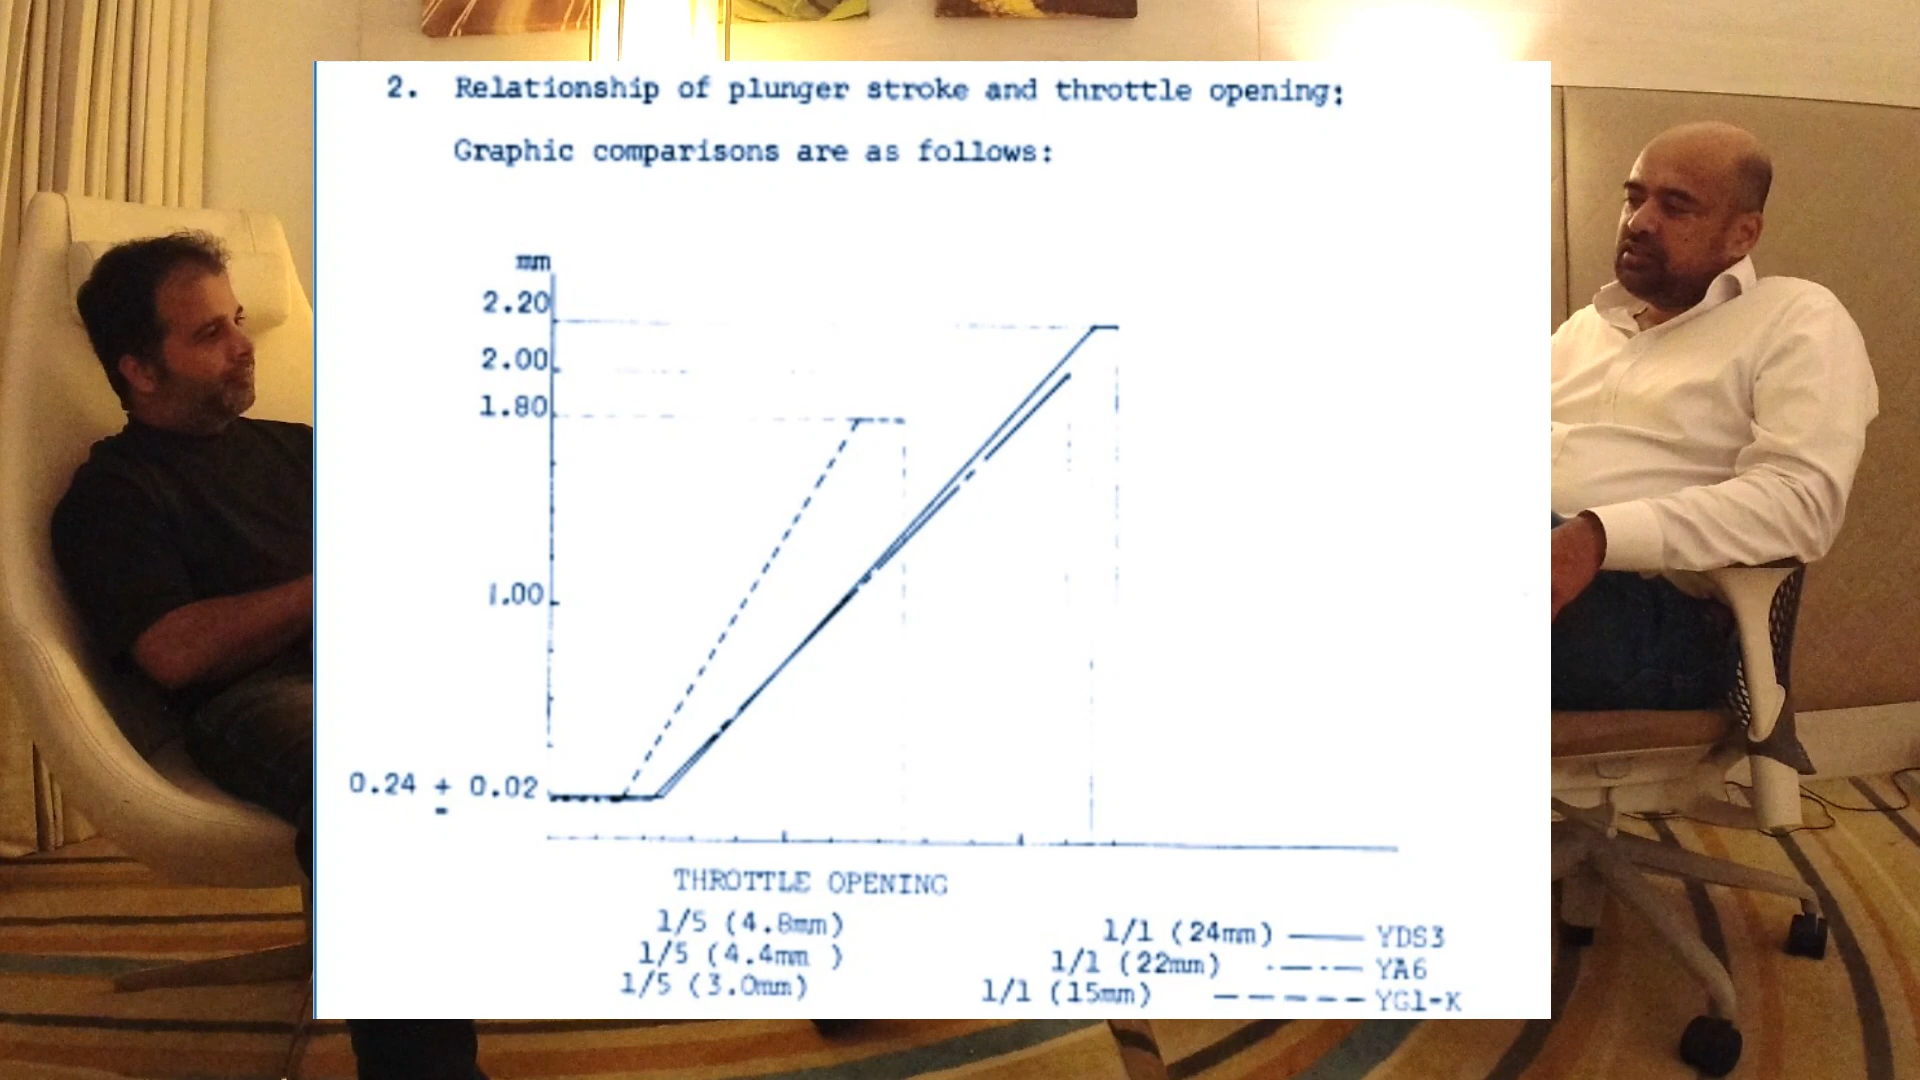 2. Relationship of plunger stroke and throttle opening;
Graphic comparisons are as follows:
mm
2.20
2.00
1.80
1.00
0.24 ± 0.02
THROTTLE OPENING
1/5 (4.8mm) 1/1 (24mm) YDS3
1/5 (4.4mm ) 1/1 (22mm) YA6
1/5 (3.0mm) 1/1 (15mm) YG1-K